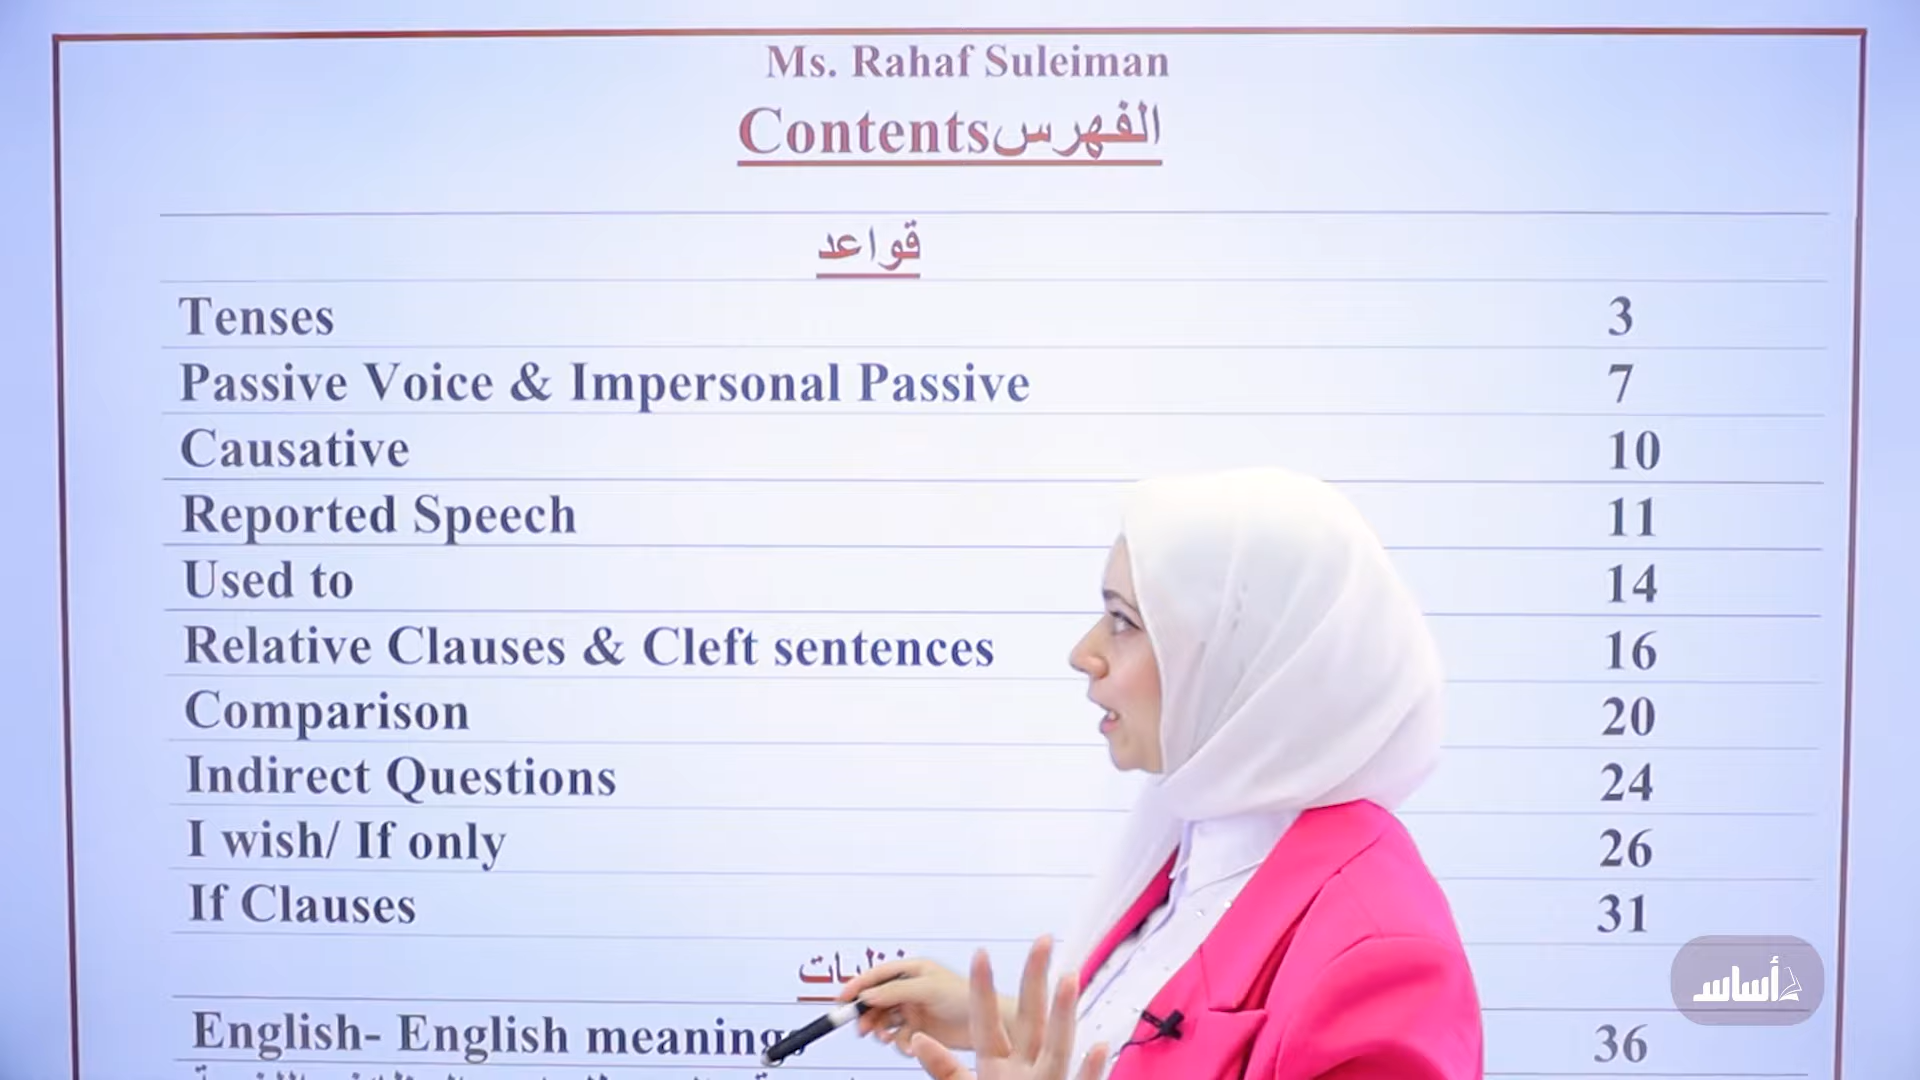 Ms. Rahaf Suleiman
Contents الفهرس
قواعد
Tenses 3
Passive Voice & Impersonal Passive 7
Causative 10
Reported Speech 11
Used to 14
Relative Clauses & Cleft sentences 16
Comparison 20
Indirect Questions 24
I wish/ If only 26
If Clauses 31
English- English meanings 36
أساس